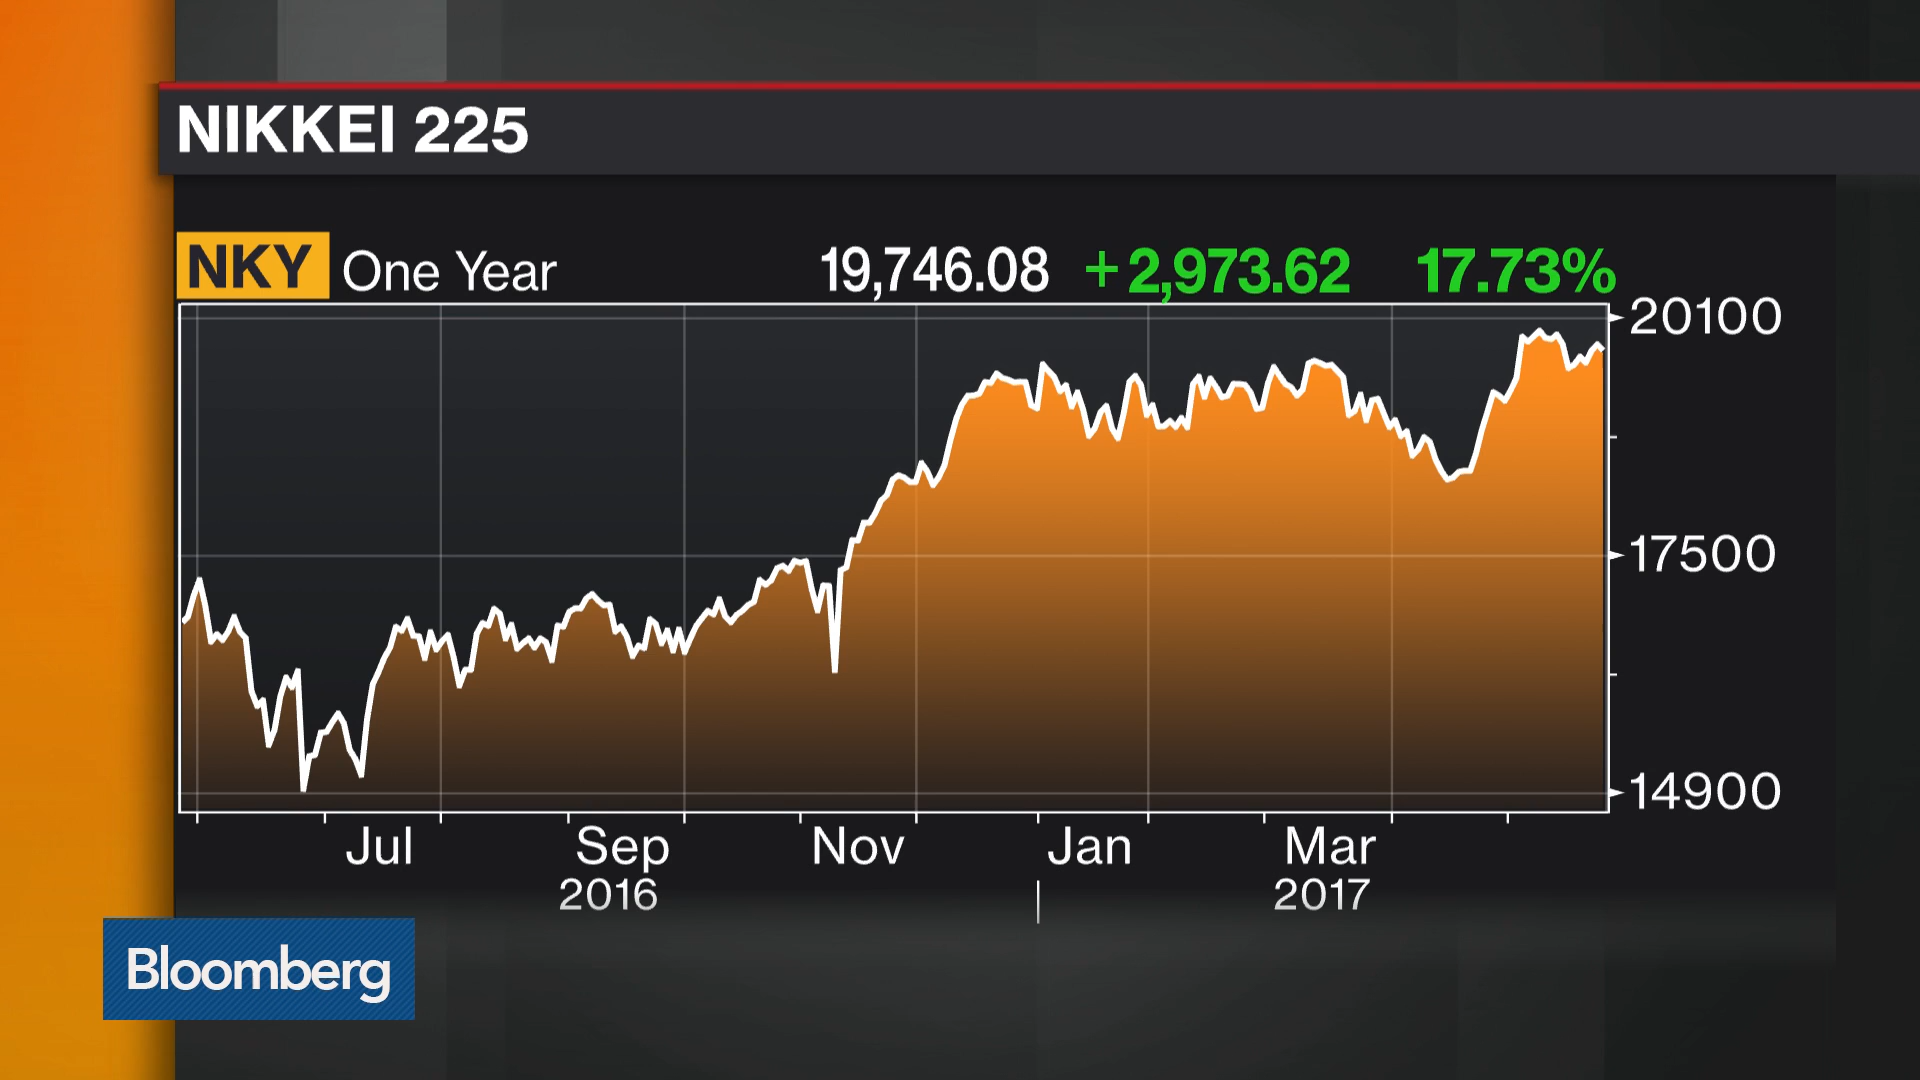 NIKKEI 225
NKY One Year 19,746.08 +2,973.62 17.73%
20100
17500
14900
Jul Sep Nov Jan Mar
2016 2017
Bloomberg